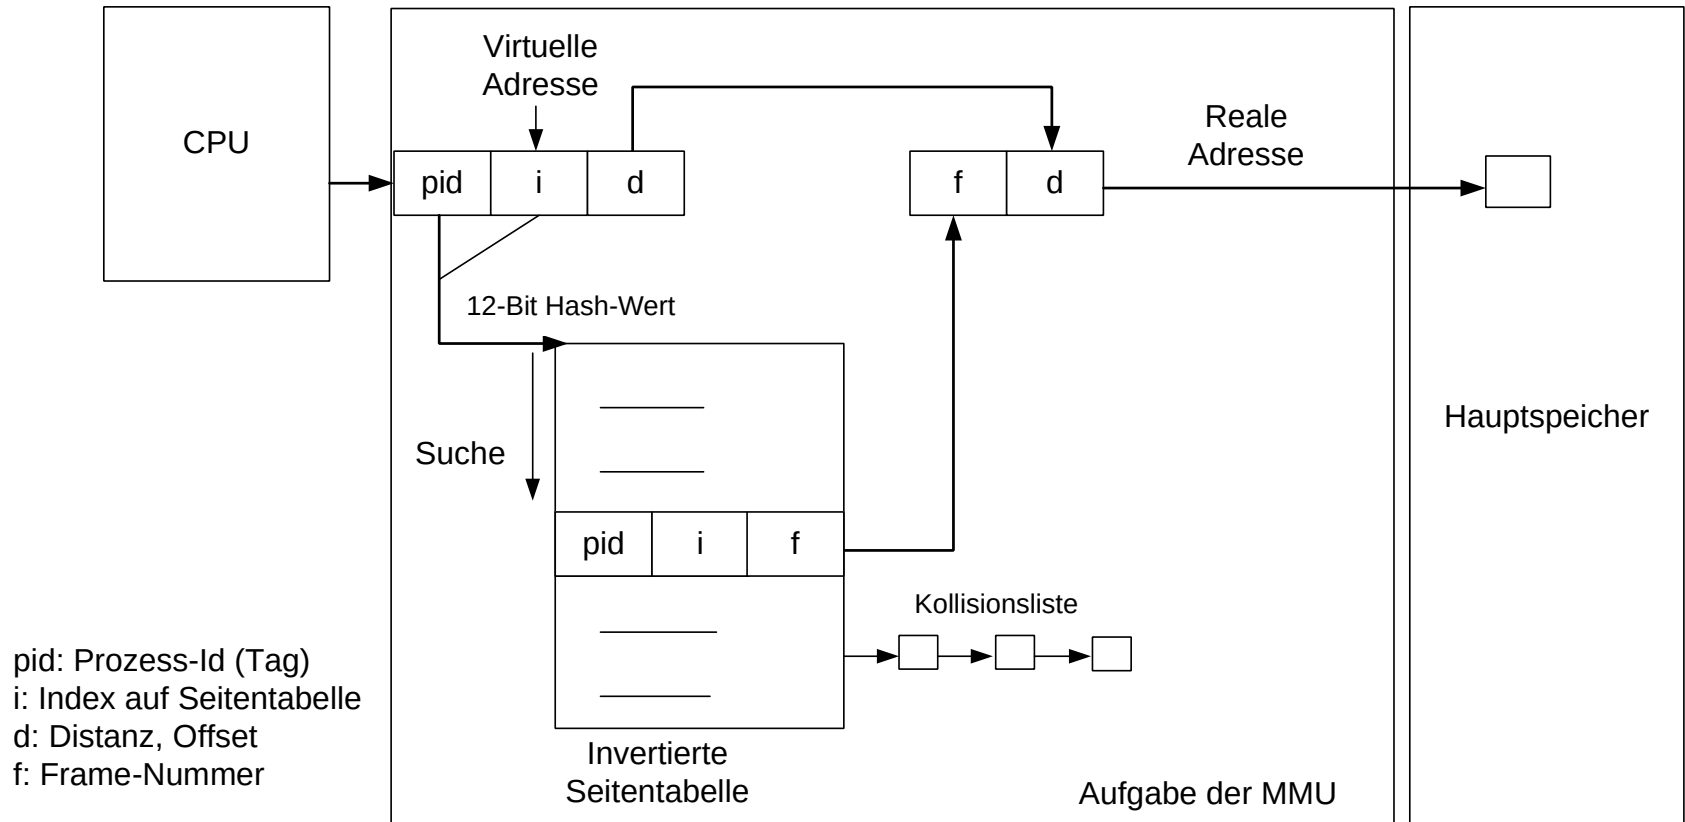 Virtuelle
Adresse
CPU
pid i d
f d
Reale
Adresse
12-Bit Hash-Wert
Suche
Hauptspeicher
pid i f
Kollisionsliste
Invertierte
Seitentabelle
pid: Prozess-Id (Tag)
i: Index auf Seitentabelle
d: Distanz, Offset
f: Frame-Nummer
Aufgabe der MMU